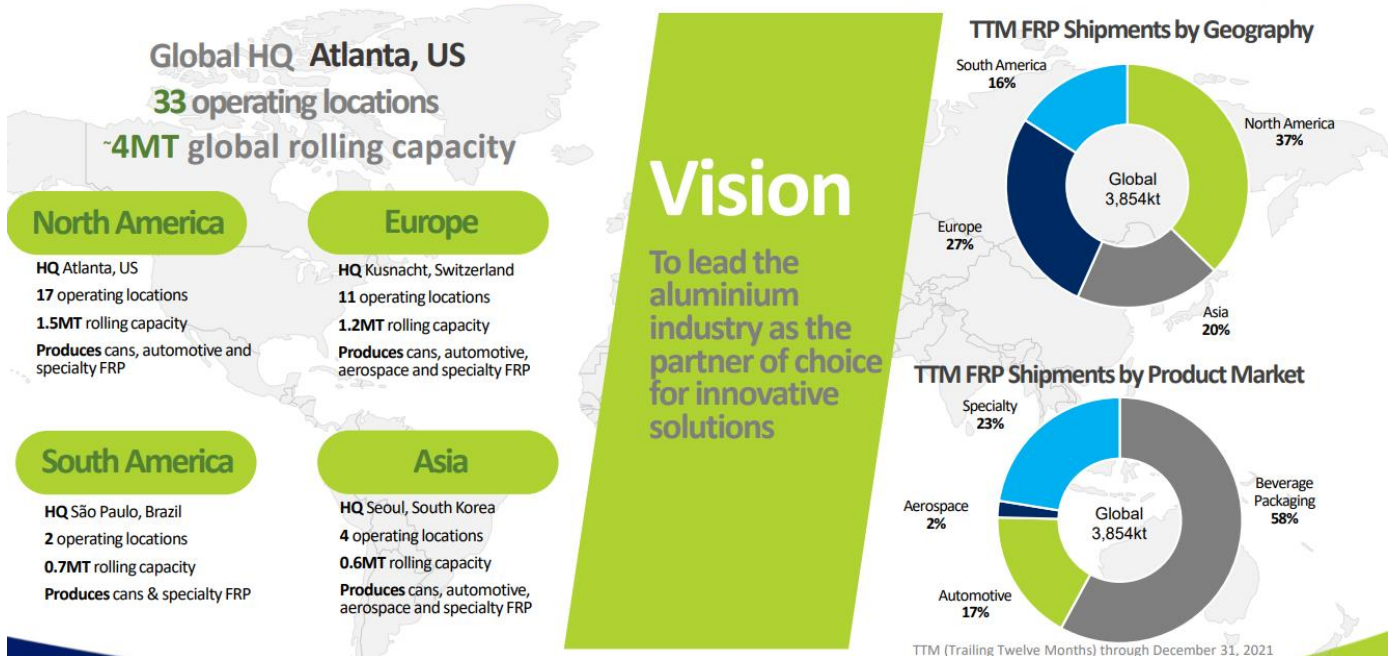 Global HQ Atlanta, US
33 operating locations
~4MT global rolling capacity
North America
HQ Atlanta, US
17 operating locations
1.5MT rolling capacity
Produces cans, automotive and
specialty FRP
Europe
HQ Kusnacht, Switzerland
11 operating locations
1.2MT rolling capacity
Produces cans, automotive,
aerospace and specialty FRP
South America
HQ São Paulo, Brazil
2 operating locations
0.7MT rolling capacity
Produces cans & specialty FRP
Asia
HQ Seoul, South Korea
4 operating locations
0.6MT rolling capacity
Produces cans, automotive,
aerospace and specialty FRP
Vision
To lead the
aluminium
industry as the
partner of choice
for innovative
solutions
TTM FRP Shipments by Geography
South America
16%
North America
37%
Global
3,854kt
Europe
27%
Asia
20%
TTM FRP Shipments by Product Market
Specialty
23%
Beverage
Packaging
58%
Aerospace
2%
Global
3,854kt
Automotive
17%
TTM (Trailing Twelve Months) through December 31, 2021